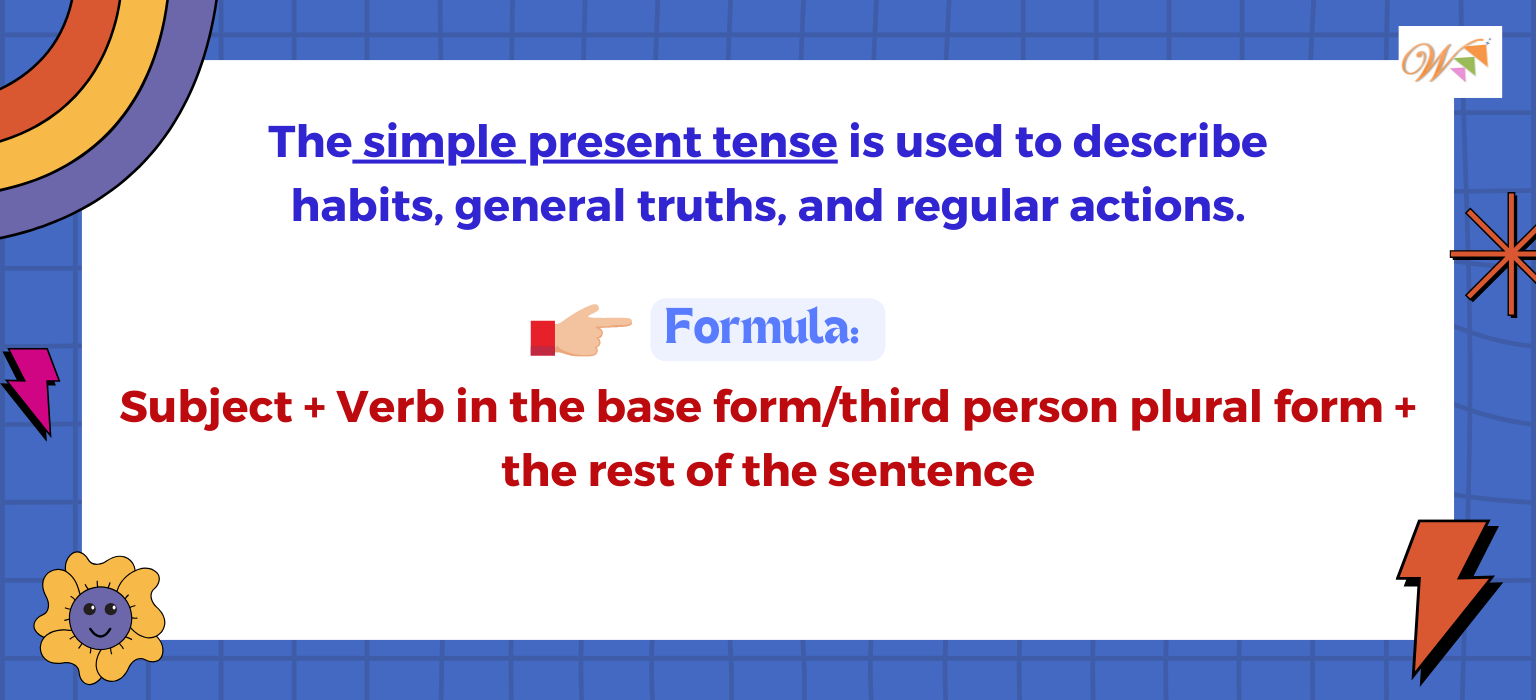 The simple present tense is used to describe
habits, general truths, and regular actions.
Formula:
Subject + Verb in the base form/third person plural form +
the rest of the sentence
W